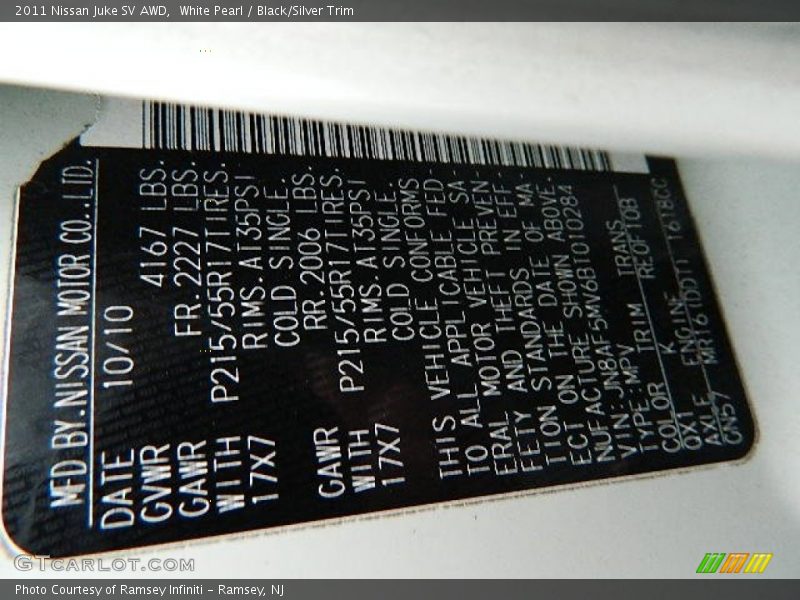 2011 Nissan Juke SV AWD,  White Pearl / Black/Silver Trim
MFD BY.NISSAN MOTOR CO.,LTD.
DATE 10/10
GVWR 4167 LBS.
GAWR FR.2227 LBS.
WITH P215/55R17TIRES.
17X7 RIMS.AT35PSI
COLD SINGLE.
GAWR RR.2006 LBS.
WITH P215/55R17TIRES.
17X7 RIMS.AT35PSI
COLD SINGLE.
THIS VEHICLE CONFORMS
TO ALL APPLICABLE FED-
ERAL MOTOR VEHICLE SA-
FETY AND THEFT PREVEN-
TION STANDARDS IN EFF-
ECT ON THE DATE OF MA-
NUFACTURE SHOWN ABOVE.
VIN:JN8AF5MV6BT010284
TYPE:MPV
COLOR TRIM TRANS
QX1 K RE0F10B
AXLE ENGINE
GN57 MR16(DDT) 1618CC
GTCARLOT.COM
Photo Courtesy of Ramsey Infiniti - Ramsey, NJ